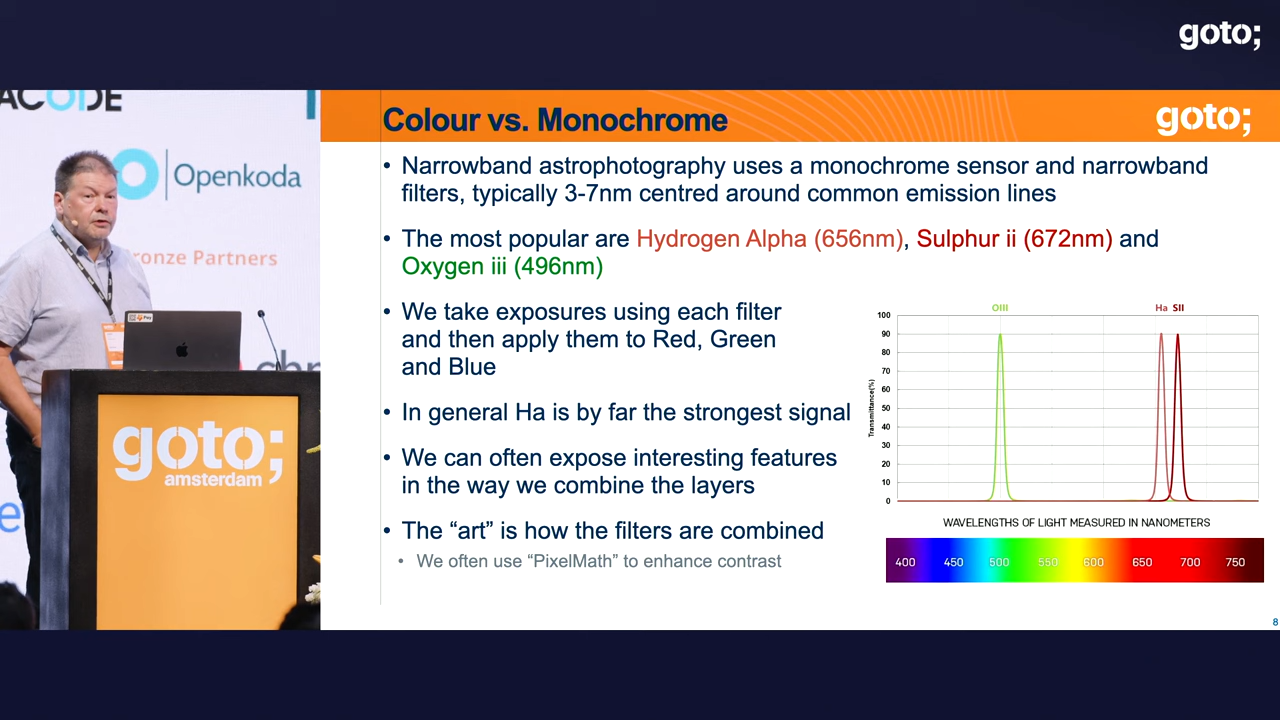 goto;
ACODE
Openkoda
ronze Partners
Pay
goto;
amsterdam
Colour vs. Monochrome
goto;
• Narrowband astrophotography uses a monochrome sensor and narrowband
filters, typically 3-7nm centred around common emission lines
• The most popular are Hydrogen Alpha (656nm), Sulphur ii (672nm) and
Oxygen iii (496nm)
• We take exposures using each filter
and then apply them to Red, Green
and Blue
• In general Ha is by far the strongest signal
• We can often expose interesting features
in the way we combine the layers
• The “art” is how the filters are combined
• We often use “PixelMath” to enhance contrast
OIII Ha SII
Transmittance(%)
100
90
80
70
60
50
40
30
20
10
0
WAVELENGTHS OF LIGHT MEASURED IN NANOMETERS
400 450 500 550 600 650 700 750
8